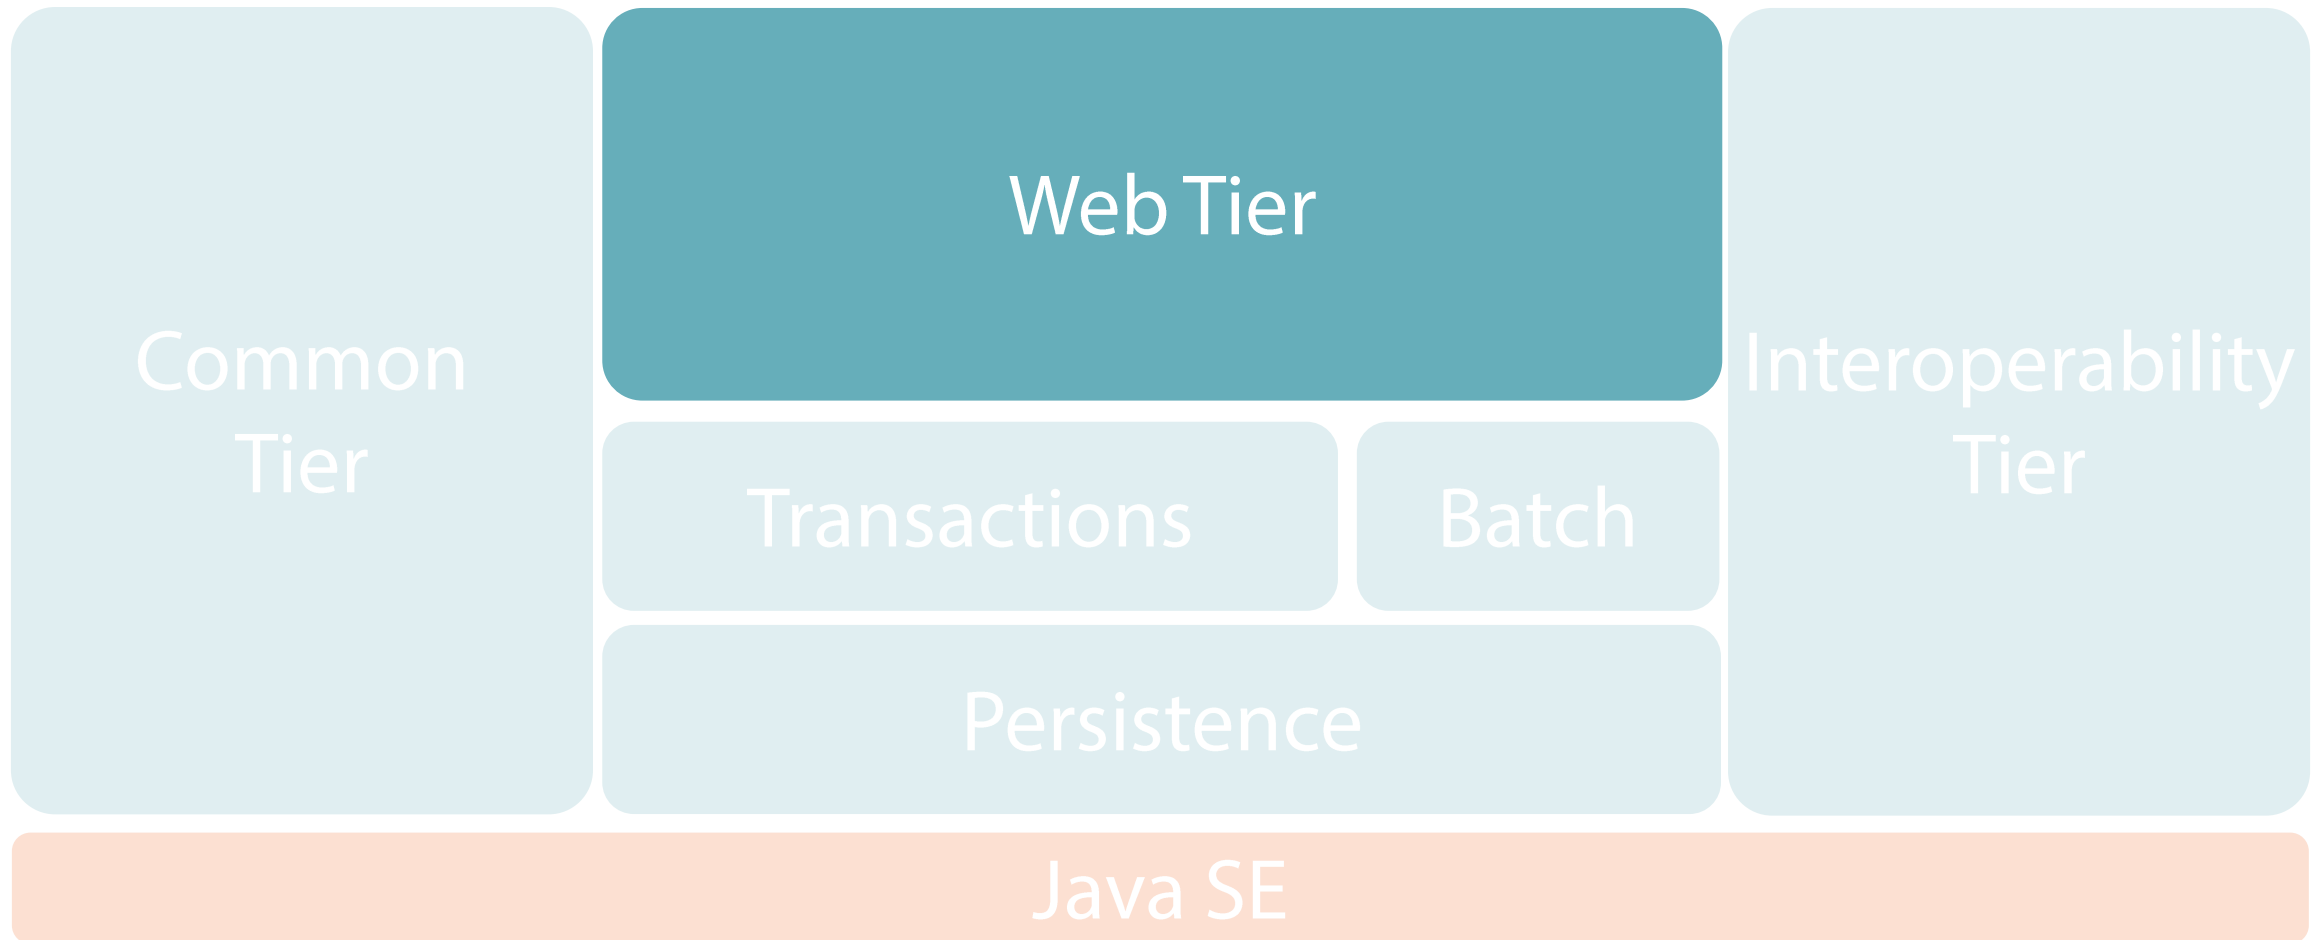 Common
Tier
Web Tier
Transactions
Batch
Persistence
Interoperability
Tier
Java SE